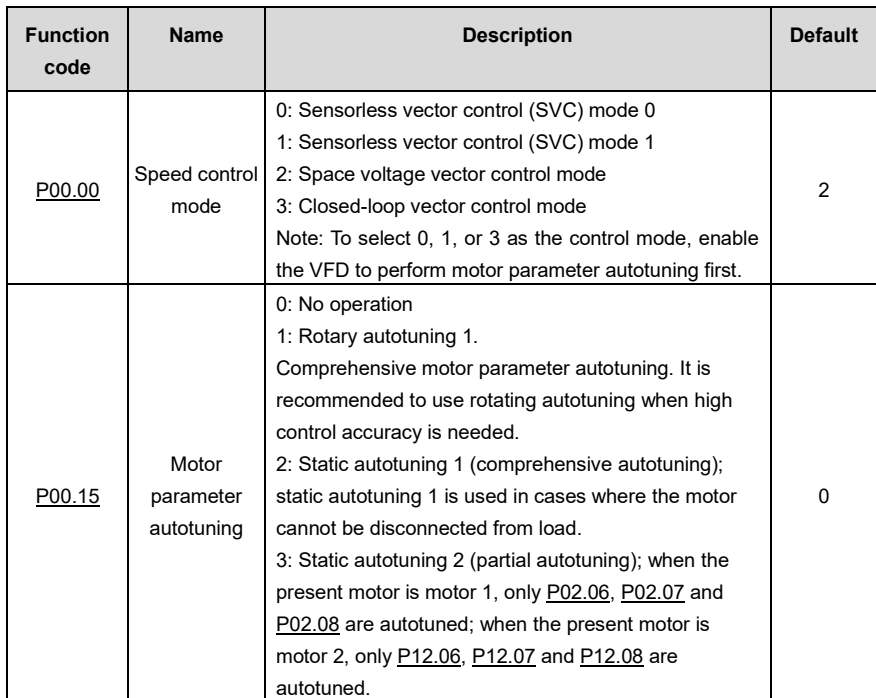 Function code
Name
Description
Default
P00.00
Speed control mode
0: Sensorless vector control (SVC) mode 0
1: Sensorless vector control (SVC) mode 1
2: Space voltage vector control mode
3: Closed-loop vector control mode
Note: To select 0, 1, or 3 as the control mode, enable
the VFD to perform motor parameter autotuning first.
2
P00.15
Motor parameter autotuning
0: No operation
1: Rotary autotuning 1.
Comprehensive motor parameter autotuning. It is
recommended to use rotating autotuning when high
control accuracy is needed.
2: Static autotuning 1 (comprehensive autotuning);
static autotuning 1 is used in cases where the motor
cannot be disconnected from load.
3: Static autotuning 2 (partial autotuning); when the
present motor is motor 1, only P02.06, P02.07 and
P02.08 are autotuned; when the present motor is
motor 2, only P12.06, P12.07 and P12.08 are
autotuned.
0